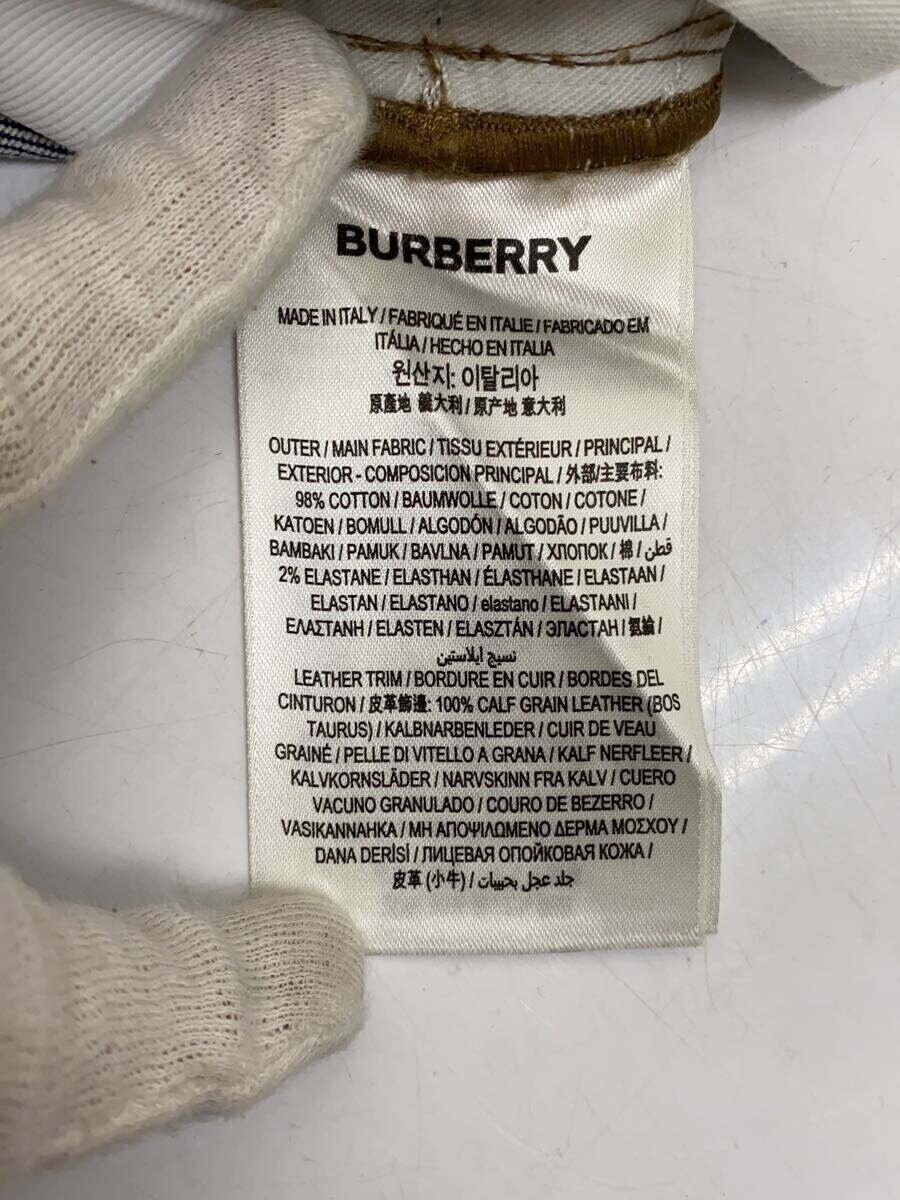 BURBERRY
MADE IN ITALY / FABRIQUÉ EN ITALIE / FABRICADO EM
ITÁLIA / HECHO EN ITALIA
원산지: 이탈리아
原產地 義大利 / 原产地 意大利
OUTER / MAIN FABRIC / TISSU EXTÉRIEUR / PRINCIPAL /
EXTERIOR - COMPOSICION PRINCIPAL / 外部/主要布料:
98% COTTON / BAUMWOLLE / COTON / COTONE /
KATOEN / BOMULL / ALGODÓN / ALGODÃO / PUUVILLA /
BAMBAKI / PAMUK / BAVLNA / PAMUT / ХЛОПОК / 棉 / قطن /
2% ELASTANE / ELASTHAN / ÉLASTHANE / ELASTAAN /
ELASTAN / ELASTANO / elastano / ELASTAANI /
ΕΛΑΣΤΑΝΗ / ELASTEN / ELASZTÁN / ЭЛАСТАН / 氨綸 /
نسيج ايلاستين
LEATHER TRIM / BORDURE EN CUIR / BORDES DEL
CINTURON / 皮革飾邊: 100% CALF GRAIN LEATHER (BOS
TAURUS) / KALBNARBENLEDER / CUIR DE VEAU
GRAINÉ / PELLE DI VITELLO A GRANA / KALF NERFLEER /
KALVKORNSLÄDER / NARVSKINN FRA KALV / CUERO
VACUNO GRANULADO / COURO DE BEZERRO /
VASIKANNAHKA / ΜΗ ΑΠΟΨΙΛΩΜΕΝΟ ΔΕΡΜΑ ΜΟΣΧΟΥ /
DANA DERİSİ / ЛИЦЕВАЯ ОПОЙКОВАЯ КОЖА /
皮革 (小牛) / جلد عجل بحبيبات